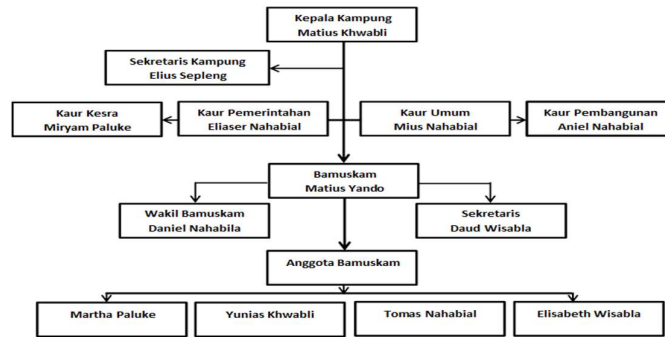 Kepala Kampung
Matius Khwabli
Sekretaris Kampung
Elius Sepleng
Kaur Kesra
Miryam Paluke
Kaur Pemerintahan
Eliaser Nahabial
Kaur Umum
Mius Nahabial
Kaur Pembangunan
Aniel Nahabial
Bamuskam
Matius Yando
Wakil Bamuskam
Daniel Nahabila
Sekretaris
Daud Wisabla
Anggota Bamuskam
Martha Paluke
Yunias Khwabli
Tomas Nahabial
Elisabeth Wisabla